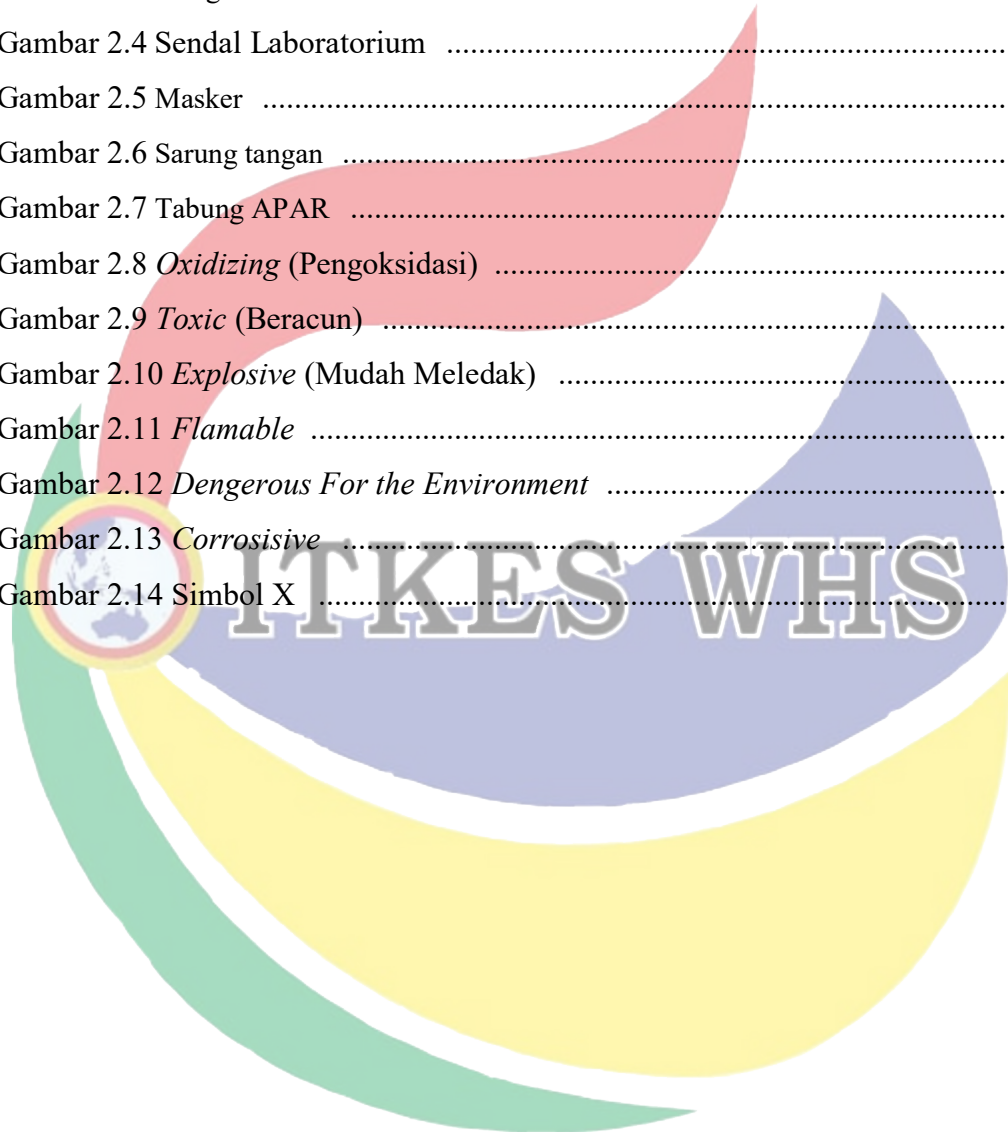 Gambar 2.4 Sendal Laboratorium ........................................................................
Gambar 2.5 Masker ........................................................................
Gambar 2.6 Sarung tangan ........................................................................
Gambar 2.7 Tabung APAR ........................................................................
Gambar 2.8 Oxidizing (Pengoksidasi) ........................................................................
Gambar 2.9 Toxic (Beracun) ........................................................................
Gambar 2.10 Explosive (Mudah Meledak) ........................................................................
Gambar 2.11 Flamable ........................................................................
Gambar 2.12 Dengerous For the Environment ........................................................................
Gambar 2.13 Corrosisive ........................................................................
ITKES WHS
Gambar 2.14 Simbol X ........................................................................